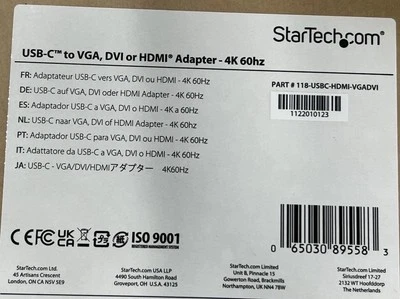 StarTech.com
USB-C™ to VGA, DVI or HDMI® Adapter - 4K 60hz
FR: Adaptateur USB-C vers VGA, DVI ou HDMI - 4K 60Hz
DE: USB-C auf VGA, DVI oder HDMI Adapter - 4K 60Hz
ES: Adaptador USB-C a VGA, DVI o HDMI - 4K a 60Hz
NL: USB-C naar VGA, DVI of HDMI Adapter - 4K 60Hz
PT: Adaptador USB-C para VGA, DVI ou HDMI - 4K 60Hz
IT: Adattatore da USB-C a VGA, DVI o HDMI - 4K 60Hz
JA: USB-C - VGA/DVI/HDMIアダプター 4K60Hz
PART # 118-USBC-HDMI-VGADVI
1122010123
CE FC UK CA ISO 9001
0 65030 89558 3
StarTech.com Ltd.
45 Artisans Crescent
London, ON N5V 5E9
StarTech.com USA LLP
4490 South Hamilton Road
Groveport, OH U.S.A. 43125
StarTech.com Limited
Unit B, Pinnacle 15
Gowerton Road, Brackmills
Northampton, UK NN4 7BW
StarTech.com Limited
Siriusdreef 17-27
2132 WT Hoofddorp
The Netherlands